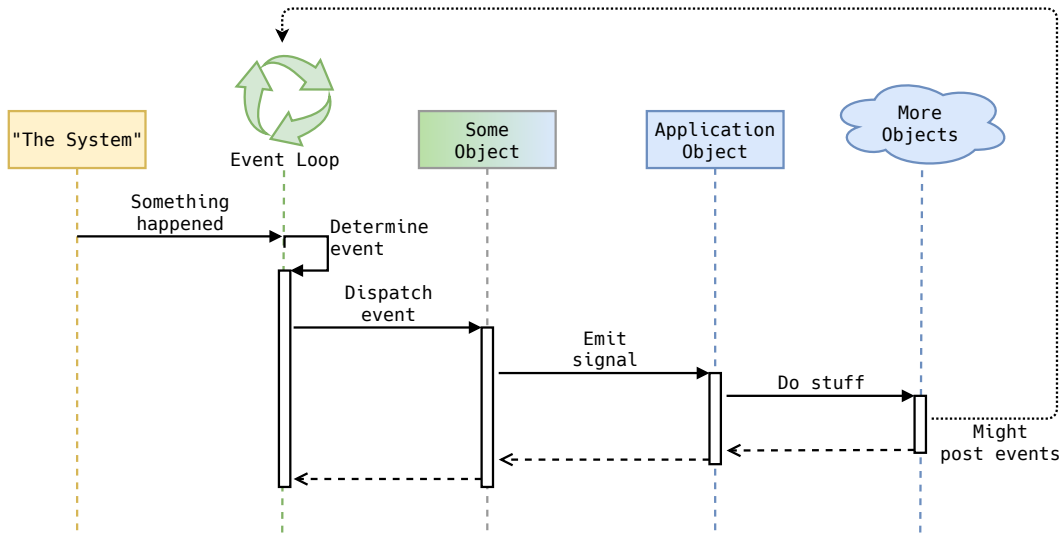 "The System"
Event Loop
Some
Object
Application
Object
More
Objects
Something
happened
Determine
event
Dispatch
event
Emit
signal
Do stuff
Might
post events